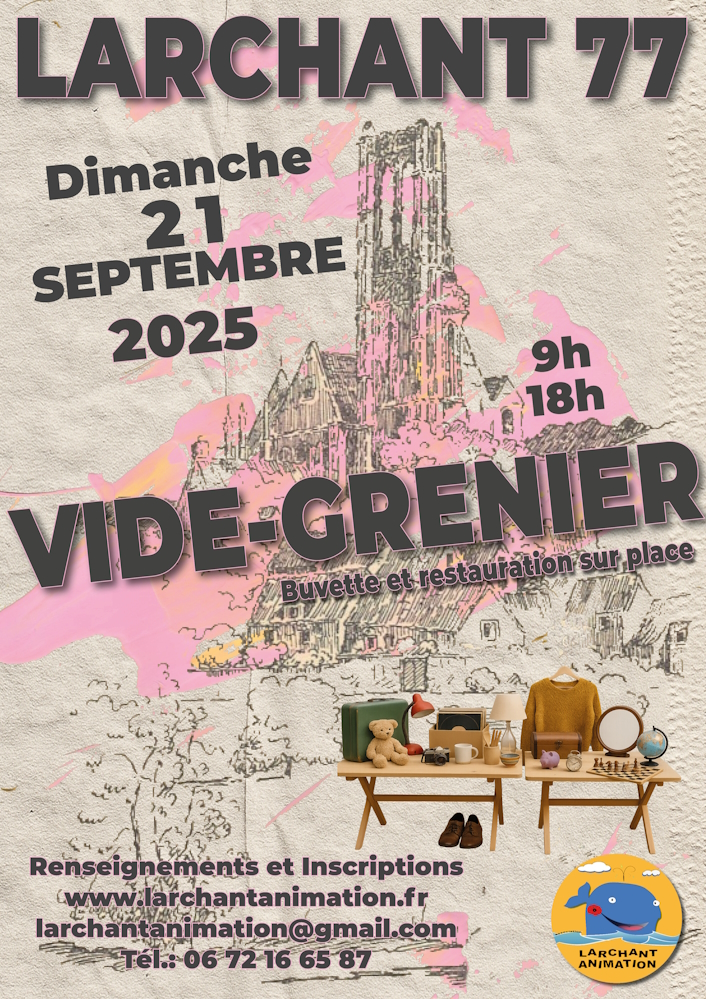 LARCHANT 77
Dimanche
21
SEPTEMBRE
2025
9h
18h
VIDE-GRENIER
Buvette et restauration sur place
Renseignements et Inscriptions
www.larchantanimation.fr
larchantanimation@gmail.com
Tél.: 06 72 16 65 87
LARCHANT
ANIMATION